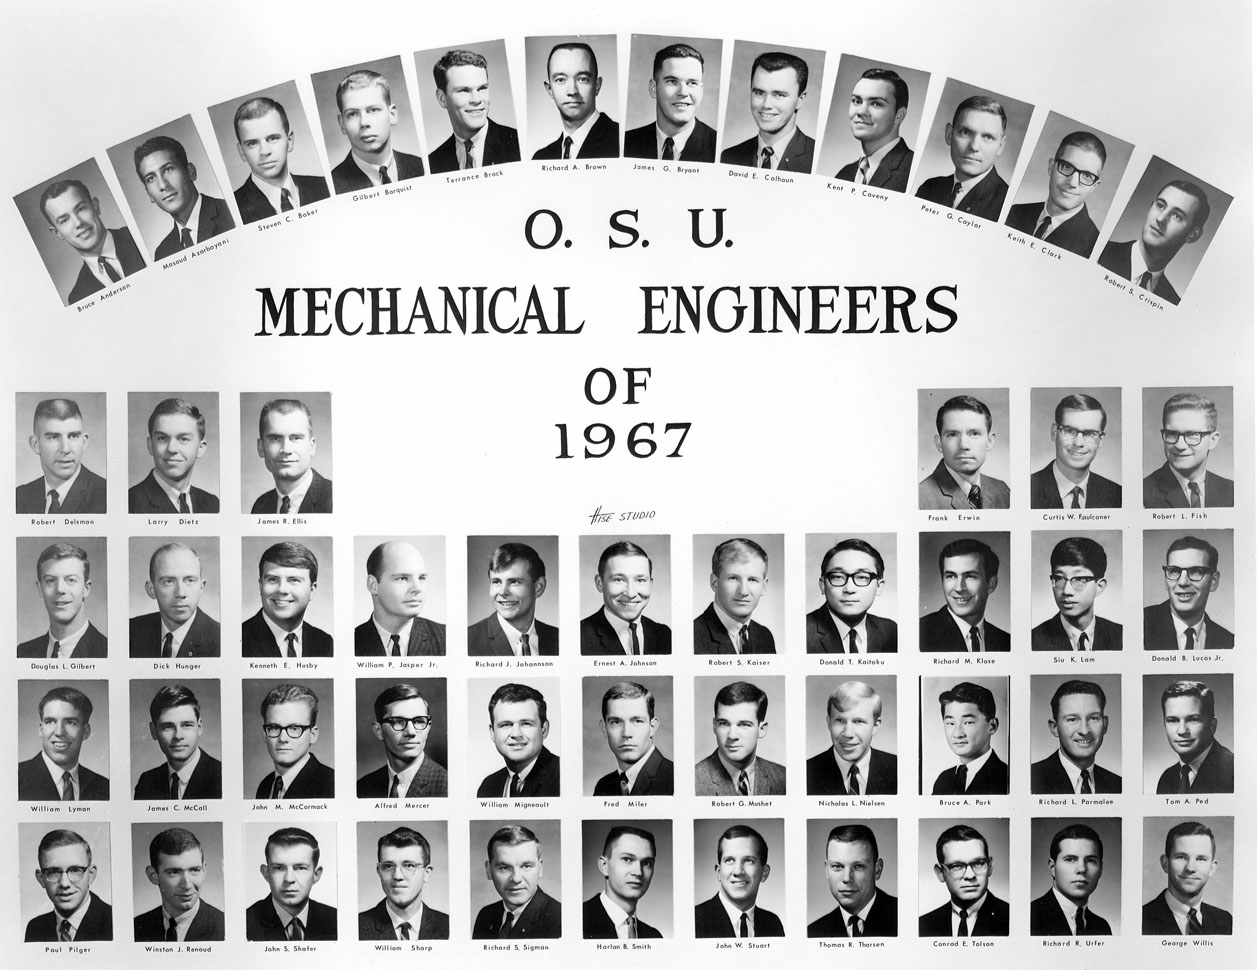 Bruce Anderson
Masoud Azarbayani
Steven C. Baker
Gilbert Borquist
Terrance Brock
Richard A. Brown
James G. Bryant
David E. Calhoun
Kent P. Caveny
Peter G. Caylor
Keith E. Clark
Robert S. Crispin
O. S. U.
MECHANICAL ENGINEERS
OF
1967
HISE STUDIO
Robert Delsman
Larry Dietz
James R. Ellis
Frank Erwin
Curtis W. Faulconer
Robert L. Fish
Douglas L. Gilbert
Dick Hunger
Kenneth E. Husby
William P. Jasper Jr.
Richard J. Johannson
Ernest A. Johnson
Robert S. Kaiser
Donald T. Kaitoku
Richard M. Klose
Siu K. Lam
Donald B. Lucas Jr.
William Lyman
James C. McCall
John M. McCormack
Alfred Mercer
William Migneault
Fred Miler
Robert G. Mushet
Nicholas L. Nielsen
Bruce A. Park
Richard L. Parmalee
Tom A. Ped
Paul Pilger
Winston J. Renoud
John S. Shafer
William Sharp
Richard S. Sigman
Harlan B. Smith
John W. Stuart
Thomas R. Thorsen
Conrad E. Tolson
Richard R. Urfer
George Willis